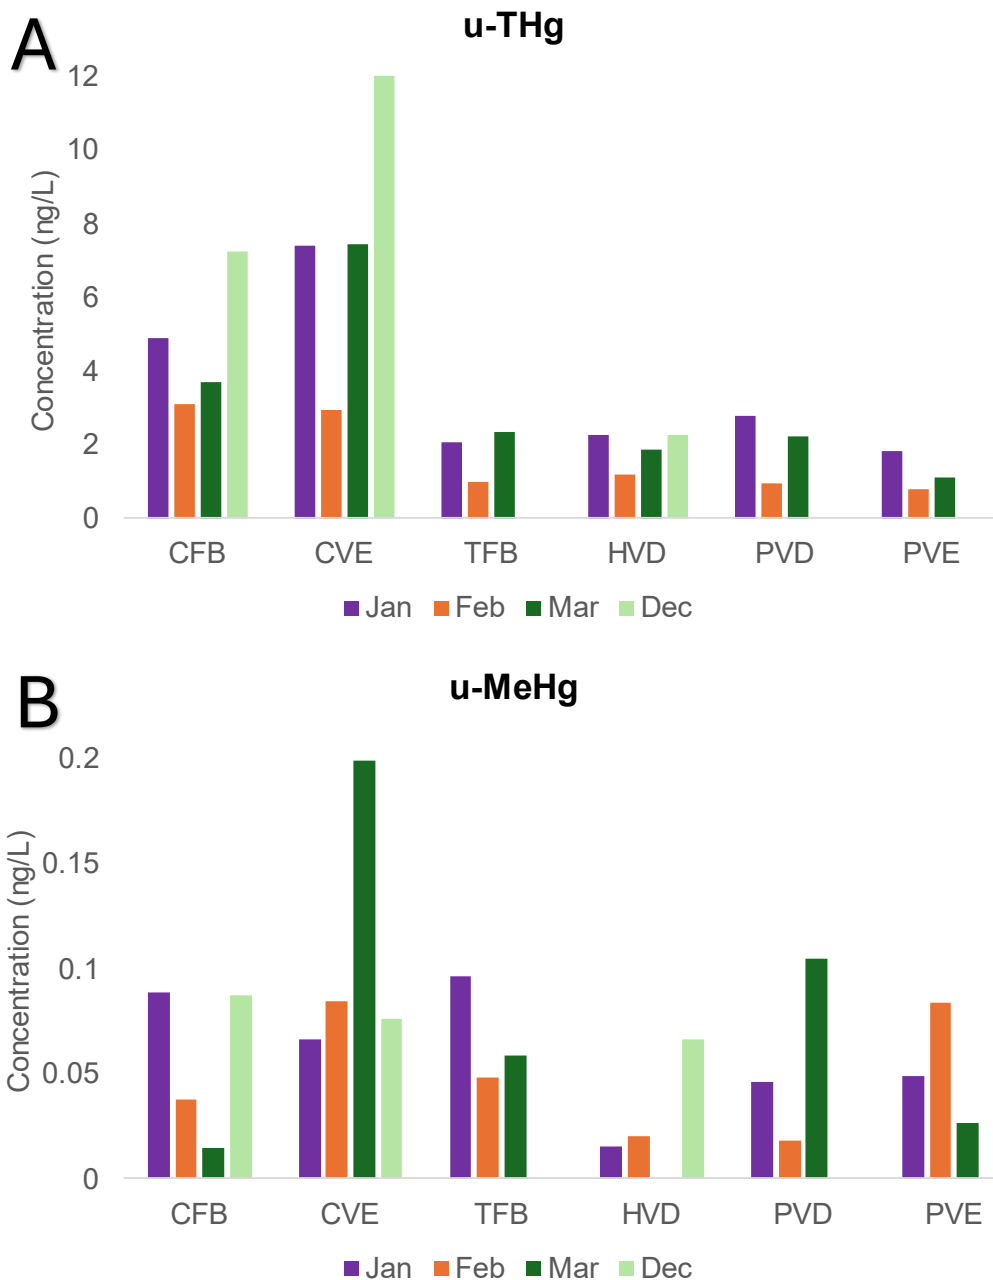 A
u-THg
Concentration (ng/L)
12
10
8
6
4
2
0
CFB CVE TFB HVD PVD PVE
Jan Feb Mar Dec
B
u-MeHg
Concentration (ng/L)
0.2
0.15
0.1
0.05
0
CFB CVE TFB HVD PVD PVE
Jan Feb Mar Dec